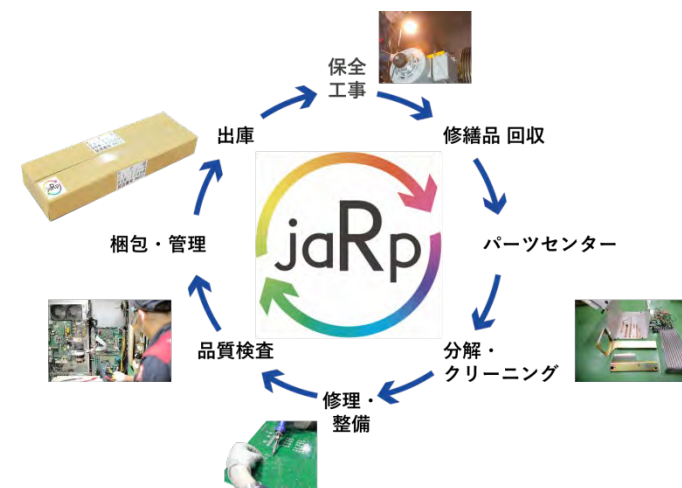 保全
工事
修繕品 回収
パーツセンター
分解・
クリーニング
修理・
整備
品質検査
梱包・管理
出庫
jaRp
jaRp